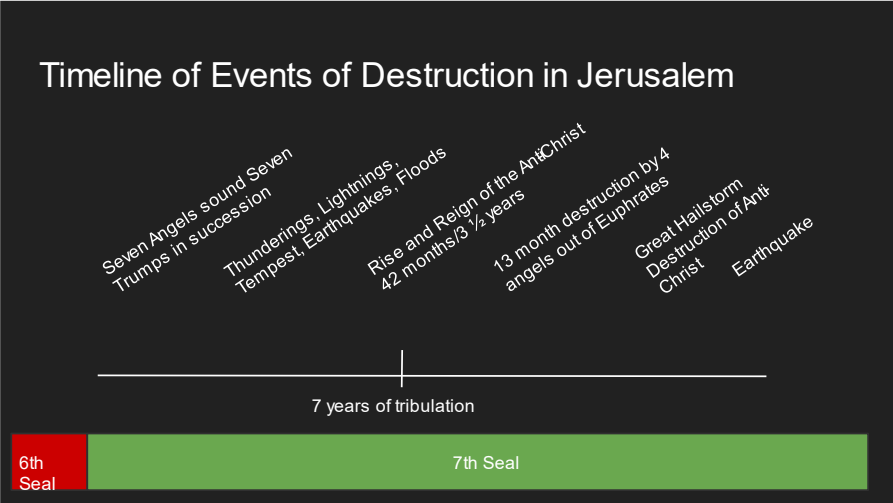 Timeline of Events of Destruction in Jerusalem
Seven Angels sound Seven
Trumps in succession
Thunderings, Lightnings,
Tempest, Earthquakes, Floods
Rise and Reign of the Anti-Christ
42 months/3 ½ years
13 month destruction by 4
angels out of Euphrates
Great Hailstorm
Destruction of Anti-
Christ
Earthquake
7 years of tribulation
6th
Seal
7th Seal